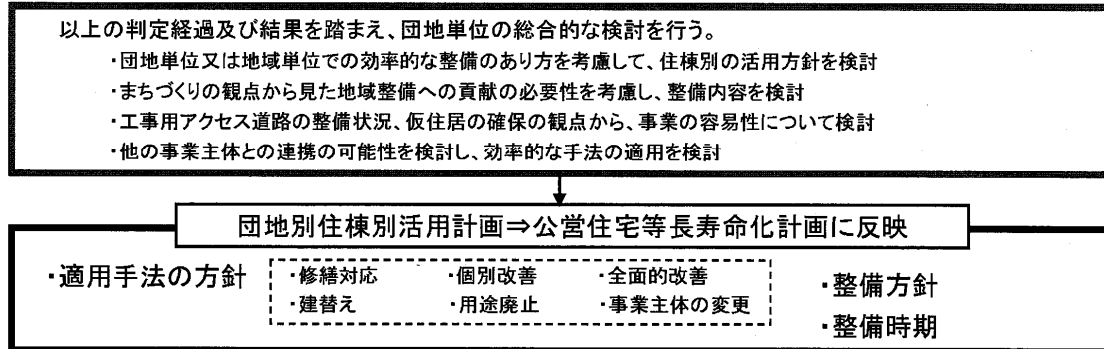 以上の判定経過及び結果を踏まえ、団地単位の総合的な検討を行う。
・団地単位又は地域単位での効率的な整備のあり方を考慮して、住棟別の活用方針を検討
・まちづくりの観点から見た地域整備への貢献の必要性を考慮し、整備内容を検討
・工事用アクセス道路の整備状況、仮住居の確保の観点から、事業の容易性について検討
・他の事業主体との連携の可能性を検討し、効率的な手法の適用を検討
団地別住棟別活用計画⇒公営住宅等長寿命化計画に反映
・適用手法の方針
・修繕対応 ・個別改善 ・全面的改善
・建替え ・用途廃止 ・事業主体の変更
・整備方針
・整備時期